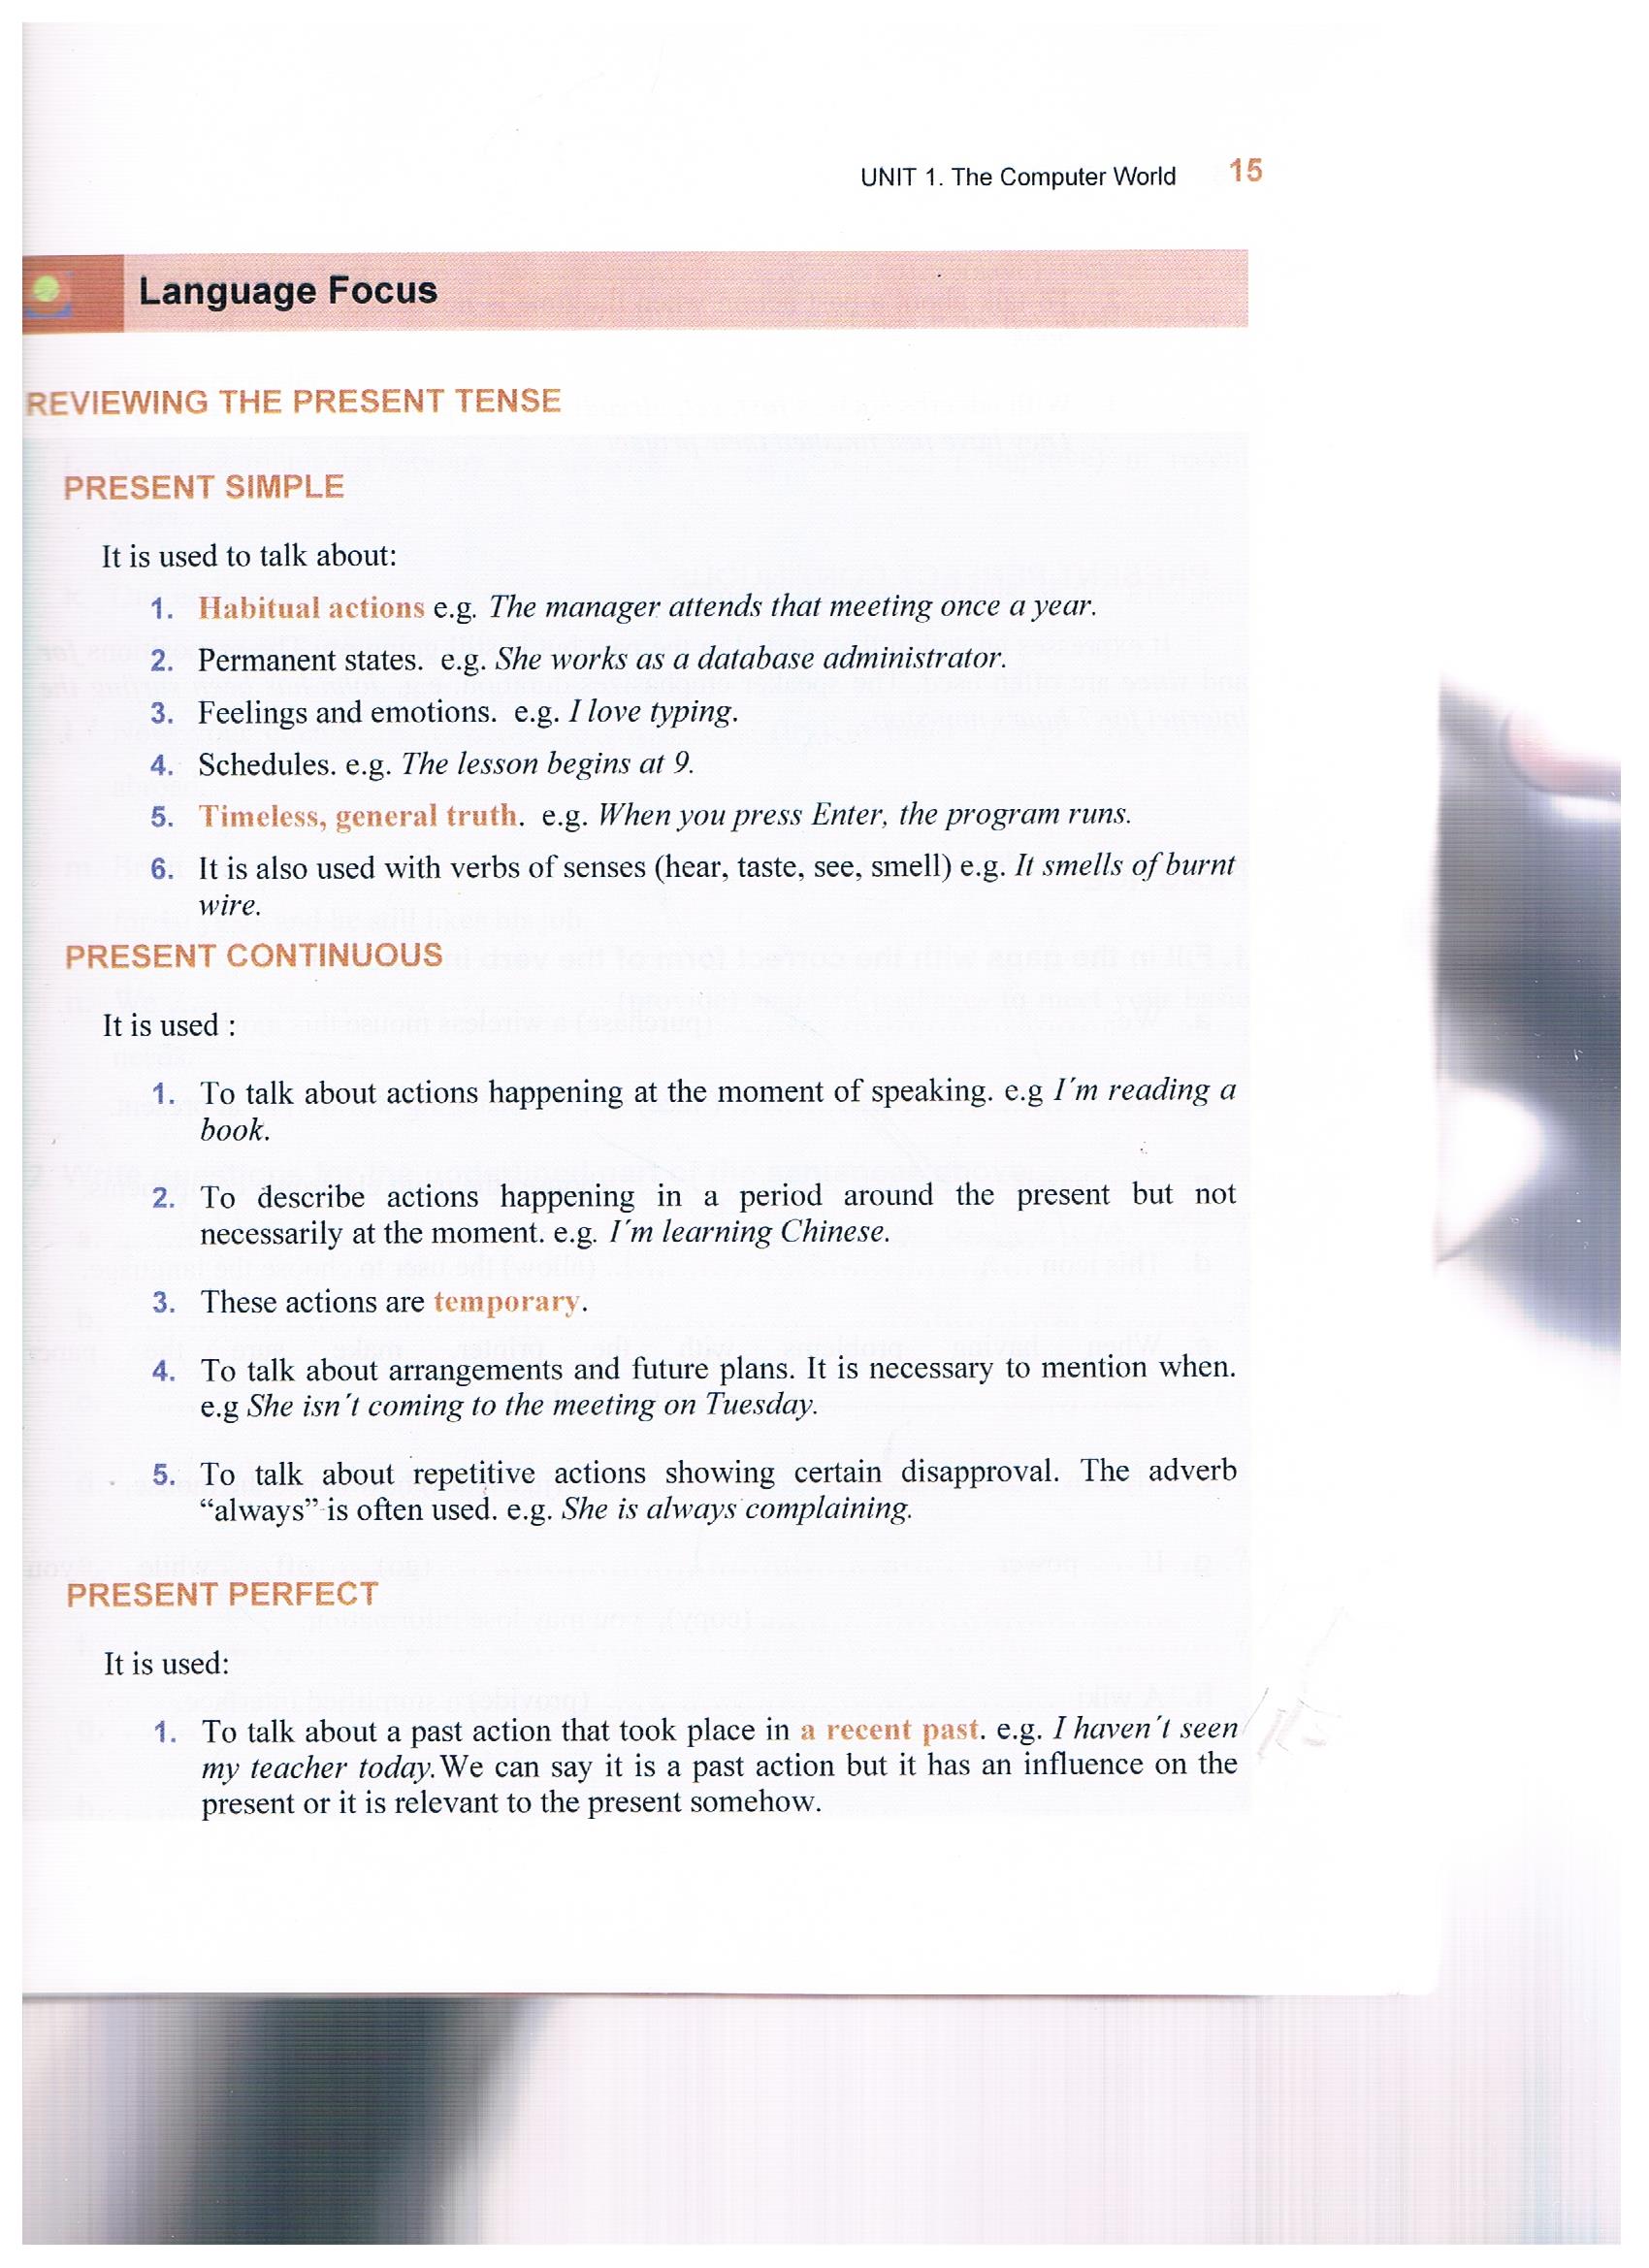 UNIT 1. The Computer World 15
Language Focus
REVIEWING THE PRESENT TENSE
PRESENT SIMPLE
It is used to talk about:
1. Habitual actions e.g. The manager attends that meeting once a year.
2. Permanent states. e.g. She works as a database administrator.
3. Feelings and emotions. e.g. I love typing.
4. Schedules. e.g. The lesson begins at 9.
5. Timeless, general truth. e.g. When you press Enter, the program runs.
6. It is also used with verbs of senses (hear, taste, see, smell) e.g. It smells of burnt
wire.
PRESENT CONTINUOUS
It is used :
1. To talk about actions happening at the moment of speaking. e.g I´m reading a
book.
2. To describe actions happening in a period around the present but not
necessarily at the moment. e.g. I´m learning Chinese.
3. These actions are temporary.
4. To talk about arrangements and future plans. It is necessary to mention when.
e.g She isn´t coming to the meeting on Tuesday.
5. To talk about repetitive actions showing certain disapproval. The adverb
“always” is often used. e.g. She is always complaining.
PRESENT PERFECT
It is used:
1. To talk about a past action that took place in a recent past. e.g. I haven´t seen
my teacher today.We can say it is a past action but it has an influence on the
present or it is relevant to the present somehow.